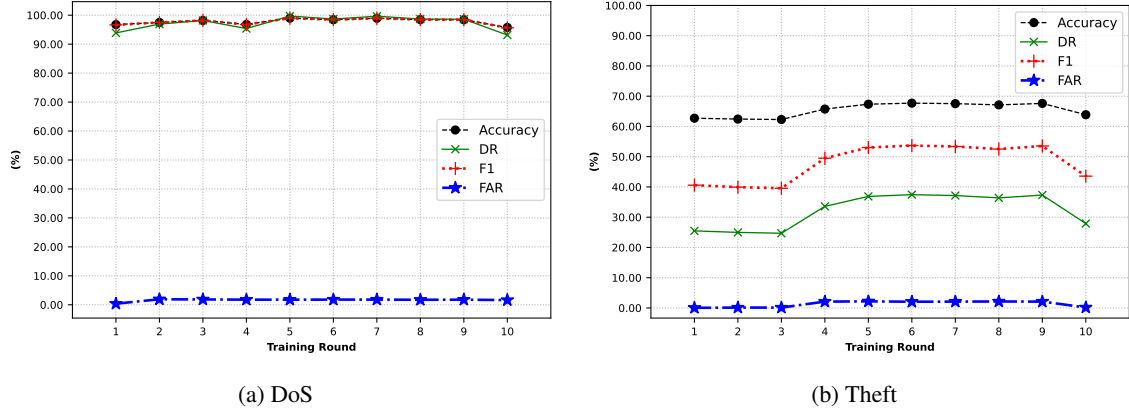 100.00
90.00
80.00
70.00
60.00
50.00
40.00
30.00
20.00
10.00
0.00
(%)
Accuracy
DR
F1
FAR
1 2 3 4 5 6 7 8 9 10
Training Round
(a) DoS
100.00
90.00
80.00
70.00
60.00
50.00
40.00
30.00
20.00
10.00
0.00
(%)
Accuracy
DR
F1
FAR
1 2 3 4 5 6 7 8 9 10
Training Round
(b) Theft